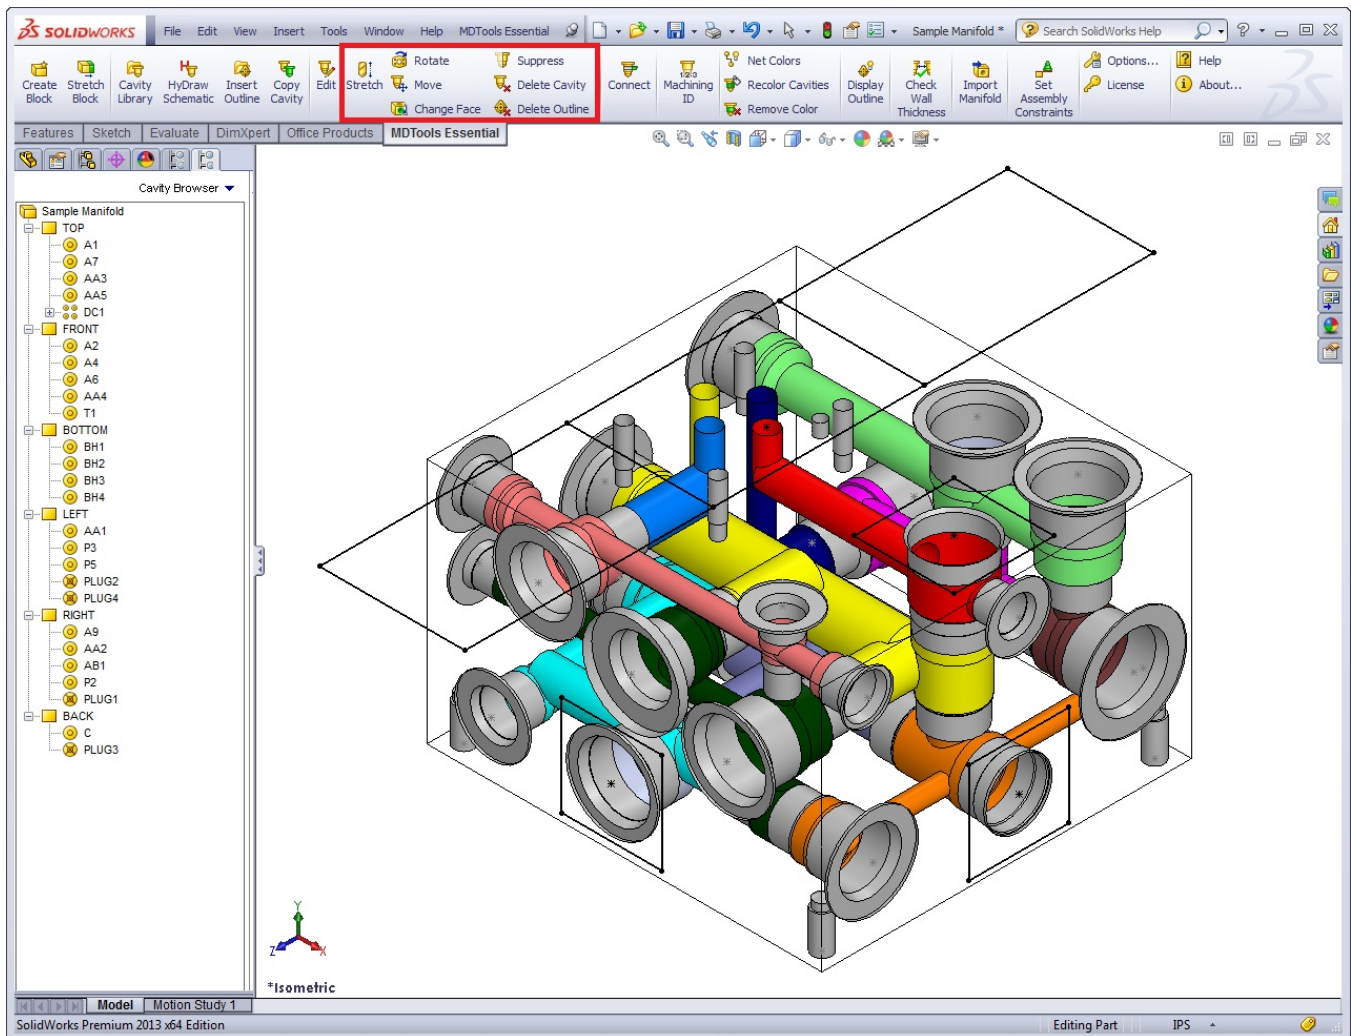 SOLIDWORKS File Edit View Insert Tools Window Help MDTools Essential Sample Manifold * Search SolidWorks Help
Create Block
Stretch Block
Cavity Library
HyDraw Schematic
Insert Outline
Copy Cavity
Edit
Stretch
Rotate
Move
Change Face
Suppress
Delete Cavity
Delete Outline
Connect
Machining ID
Net Colors
Recolor Cavities
Remove Color
Display Outline
Check Wall Thickness
Import Manifold
Set Assembly Constraints
Options...
License
Help
About...
Features Sketch Evaluate DimXpert Office Products MDTools Essential
Cavity Browser
Sample Manifold
TOP
A1
A7
AA3
AA5
DC1
FRONT
A2
A4
A6
AA4
T1
BOTTOM
BH1
BH2
BH3
BH4
LEFT
AA1
P3
P5
PLUG2
PLUG4
RIGHT
A9
AA2
AB1
P2
PLUG1
BACK
C
PLUG3
Y
Z X
*Isometric
Model Motion Study 1
SolidWorks Premium 2013 x64 Edition Editing Part IPS